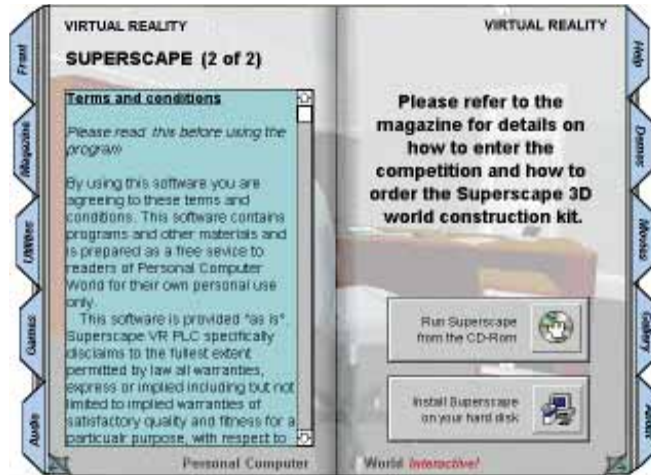 VIRTUAL REALITY
SUPERSCAPE (2 of 2)
Terms and conditions
Please read this before using the
program
By using this software you are
agreeing to these terms and
conditions. This software contains
programs and other materials and
is prepared as a free sevice to
readers of Personal Computer
World for their own personal use
only.
This software is provided "as is".
Superscape VR PLC specifically
disclaims to the fullest extent
permitted by law all warranties,
express or implied including but not
limited to implied warranties of
satisfactory quality and fitness for a
particualr purpose, with respect to
VIRTUAL REALITY
Please refer to the
magazine for details on
how to enter the
competition and how to
order the Superscape 3D
world construction kit.
Run Superscape
from the CD-Rom
Install Superscape
on your hard disk
Personal Computer World Interactive!
Front
Magazine
Utilities
Games
Audio
Help
Demos
Movies
Gallery
About